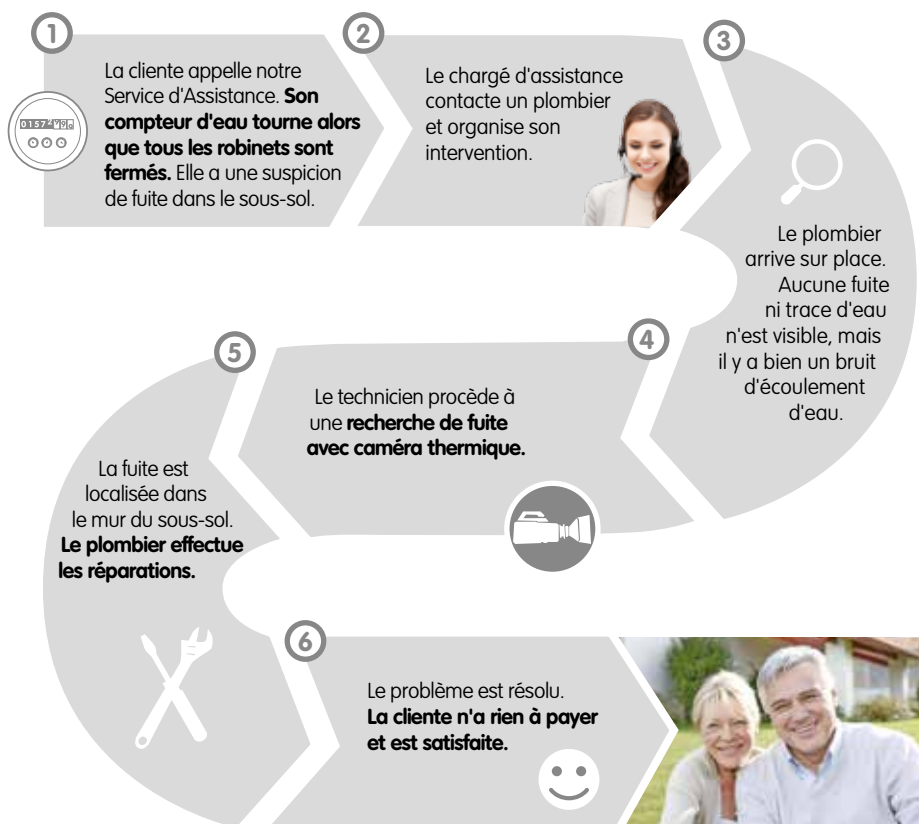 1
La cliente appelle notre
Service d'Assistance. Son
compteur d'eau tourne alors
que tous les robinets sont
fermés. Elle a une suspicion
de fuite dans le sous-sol.
2
Le chargé d'assistance
contacte un plombier
et organise son
intervention.
3
Le plombier
arrive sur place.
Aucune fuite
ni trace d'eau
n'est visible, mais
il y a bien un bruit
d'écoulement
d'eau.
4
Le technicien procède à
une recherche de fuite
avec caméra thermique.
5
La fuite est
localisée dans
le mur du sous-sol.
Le plombier effectue
les réparations.
6
Le problème est résolu.
La cliente n'a rien à payer
et est satisfaite.